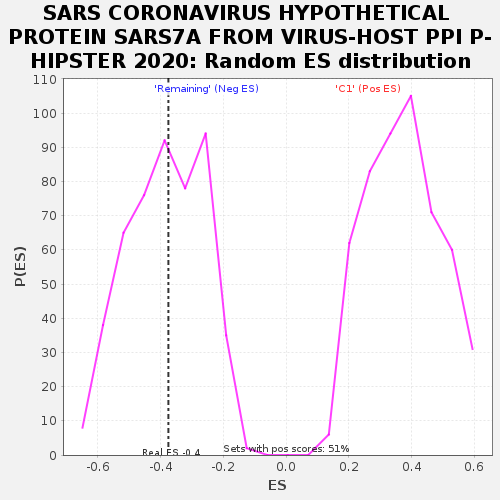 SARS CORONAVIRUS HYPOTHETICAL
PROTEIN SARS7A FROM VIRUS-HOST PPI P-
HIPSTER 2020: Random ES distribution
'Remaining' (Neg ES)
'C1' (Pos ES)
110
100
90
80
70
60
50
40
30
20
10
0
P(ES)
Real ES -0.4
Sets with pos scores: 51%
-0.6 -0.4 -0.2 0.0 0.2 0.4 0.6
ES